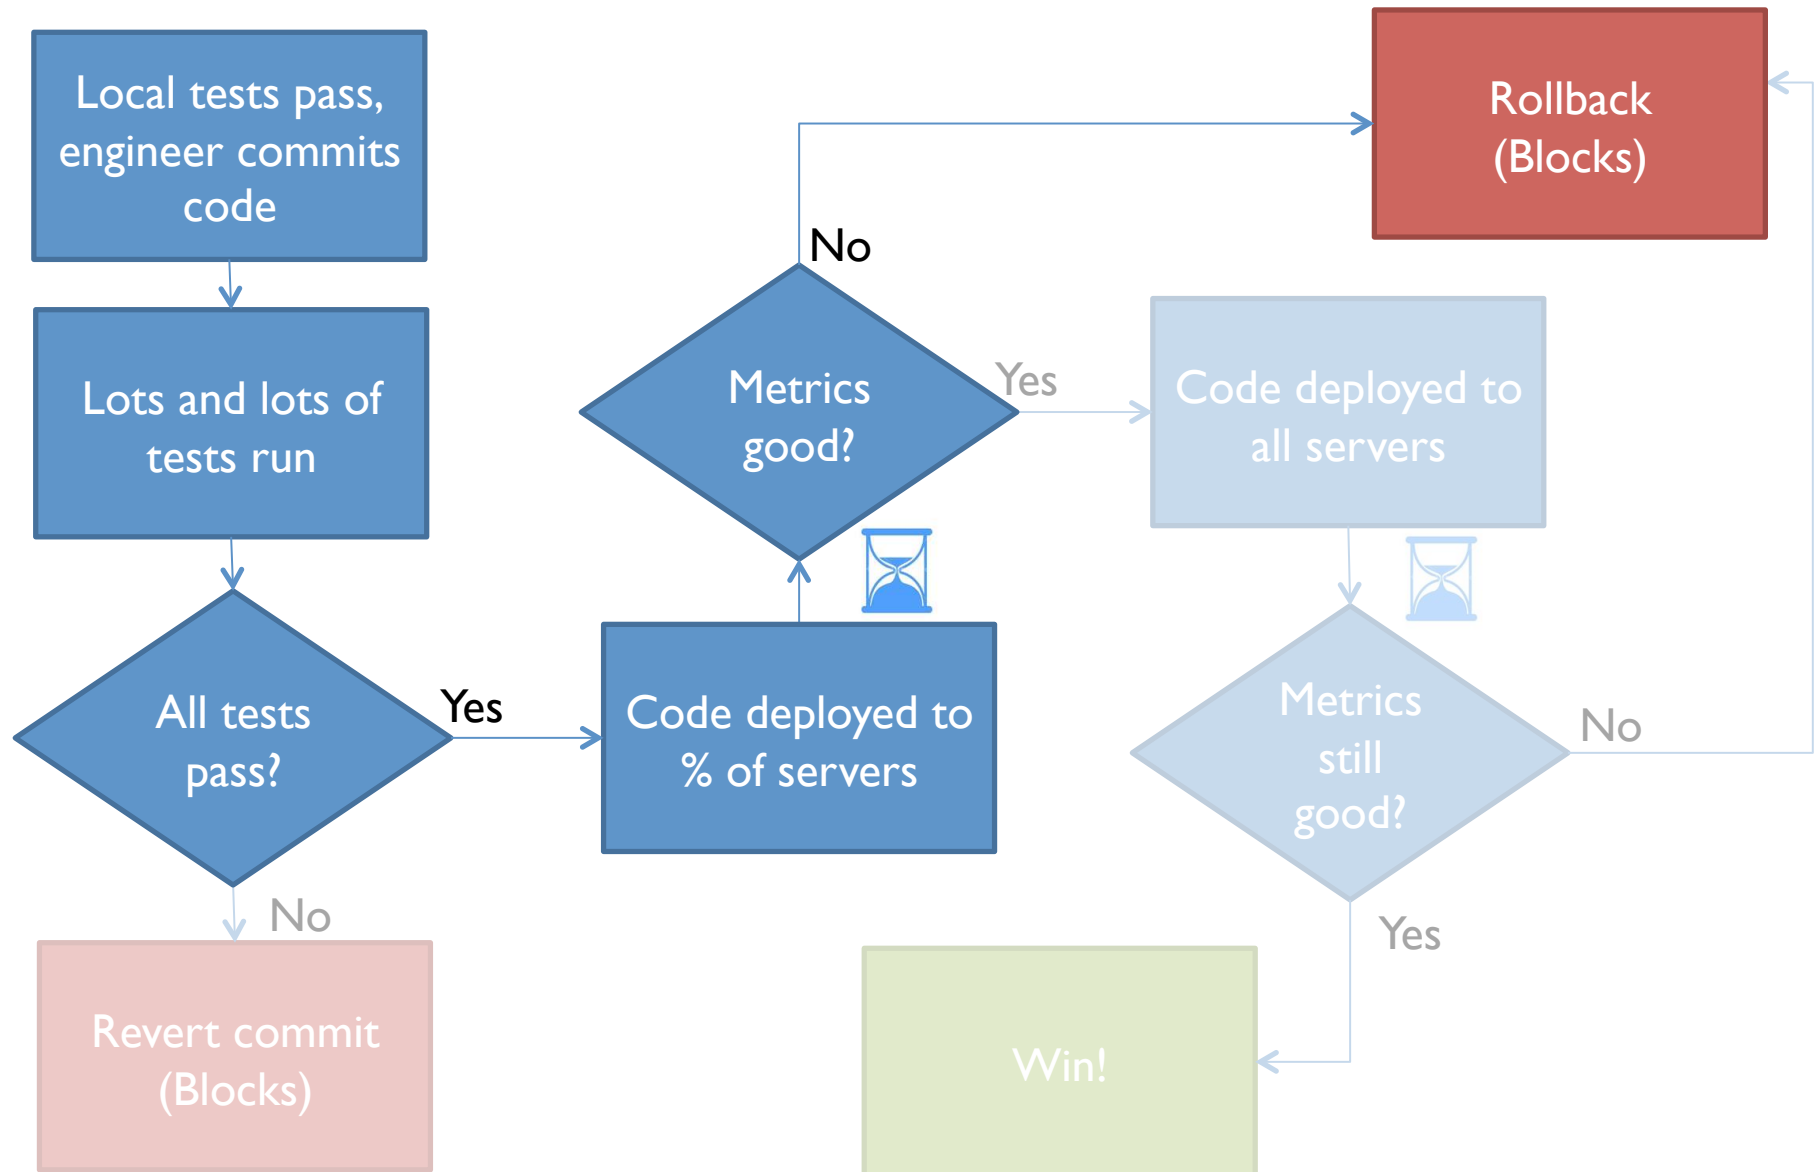 Local tests pass,
engineer commits
code
Lots and lots of
tests run
All tests
pass?
Yes
No
Revert commit
(Blocks)
Code deployed to
% of servers
Metrics
good?
No
Yes
Rollback
(Blocks)
Code deployed to
all servers
Metrics
still
good?
No
Yes
Win!